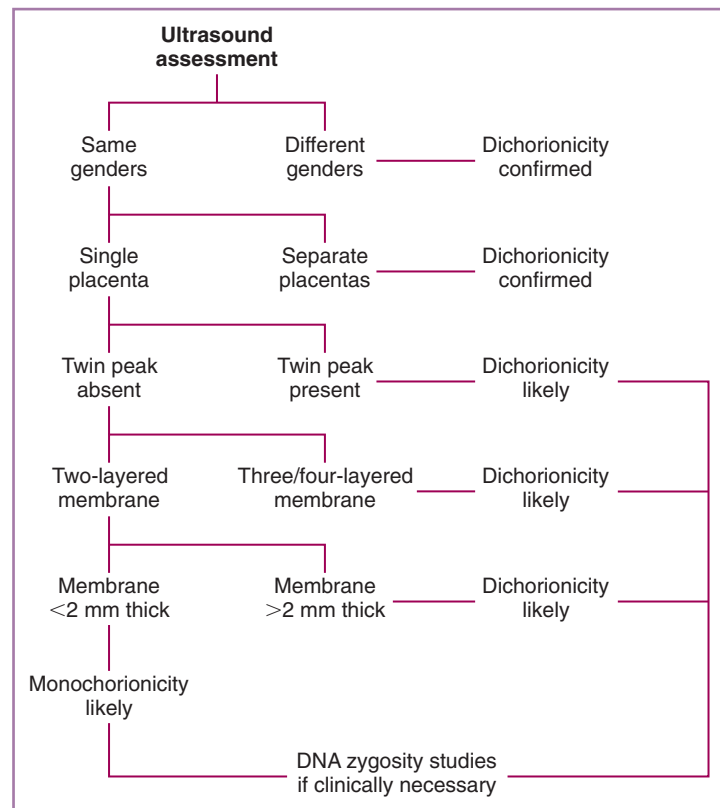 Ultrasound
assessment
Same
genders
Different
genders
Dichorionicity
confirmed
Single
placenta
Separate
placentas
Dichorionicity
confirmed
Twin peak
absent
Twin peak
present
Dichorionicity
likely
Two-layered
membrane
Three/four-layered
membrane
Dichorionicity
likely
Membrane
<2 mm thick
Membrane
>2 mm thick
Dichorionicity
likely
Monochorionicity
likely
DNA zygosity studies
if clinically necessary